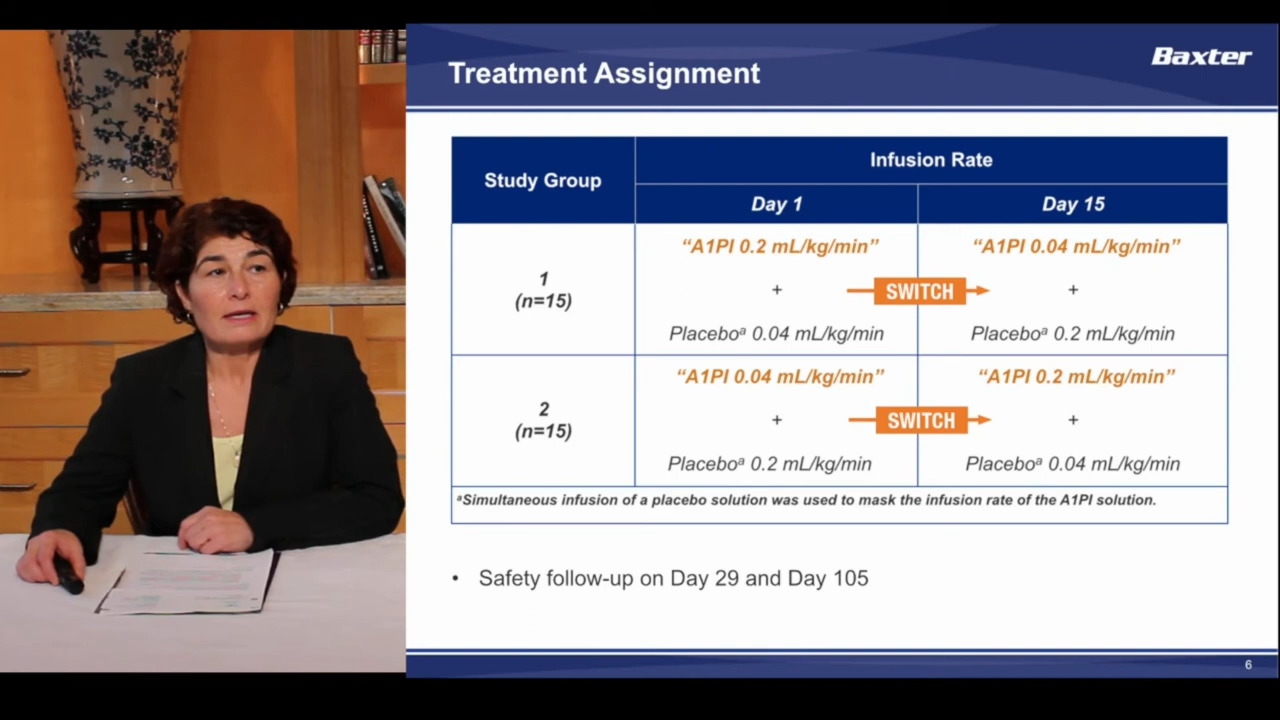 Baxter
Treatment Assignment
Study Group
Infusion Rate
Day 1
Day 15
1
(n=15)
“A1PI 0.2 mL/kg/min”
+
Placeboᵃ 0.04 mL/kg/min
SWITCH
“A1PI 0.04 mL/kg/min”
+
Placeboᵃ 0.2 mL/kg/min
2
(n=15)
“A1PI 0.04 mL/kg/min”
+
Placeboᵃ 0.2 mL/kg/min
SWITCH
“A1PI 0.2 mL/kg/min”
+
Placeboᵃ 0.04 mL/kg/min
ᵃSimultaneous infusion of a placebo solution was used to mask the infusion rate of the A1PI solution.
• Safety follow-up on Day 29 and Day 105
6